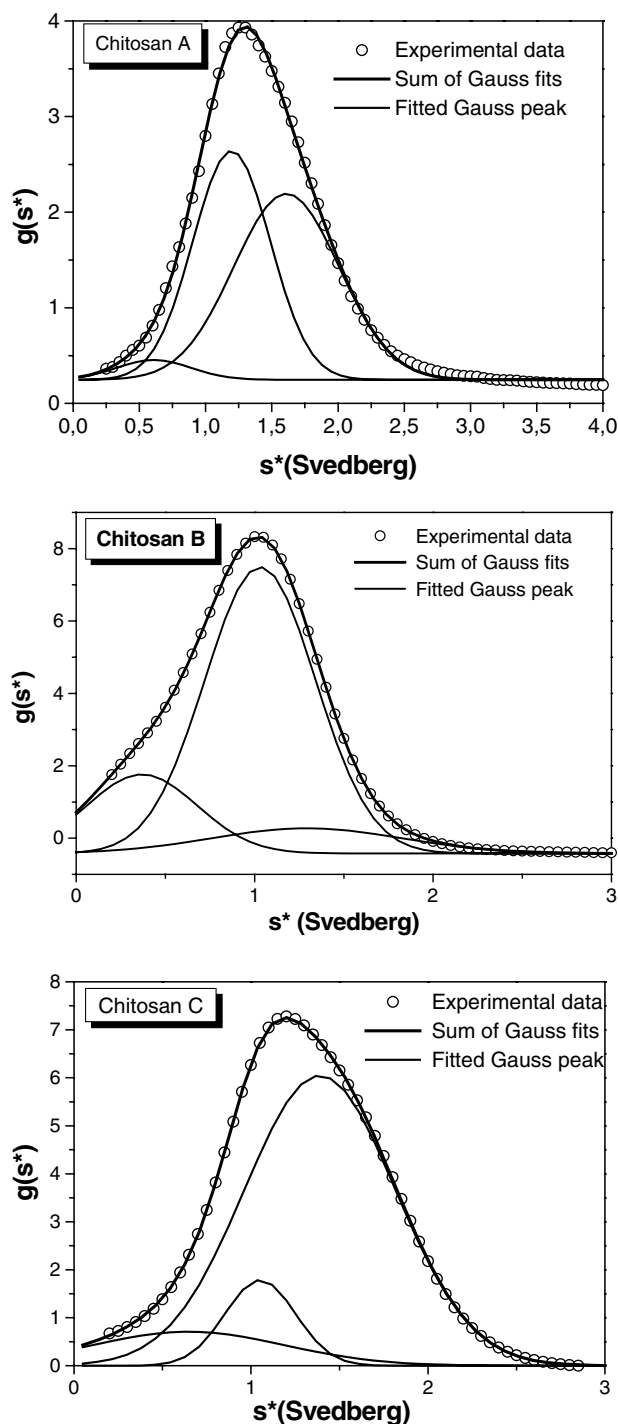 Chitosan A
Experimental data
Sum of Gauss fits
Fitted Gauss peak
g(s*)
4
3
2
1
0
0,0 0,5 1,0 1,5 2,0 2,5 3,0 3,5 4,0
s*(Svedberg)
Chitosan B
Experimental data
Sum of Gauss fits
Fitted Gauss peak
g(s*)
8
6
4
2
0
0 1 2 3
s* (Svedberg)
Chitosan C
Experimental data
Sum of Gauss fits
Fitted Gauss peak
g(s*)
8
7
6
5
4
3
2
1
0
0 1 2 3
s*(Svedberg)